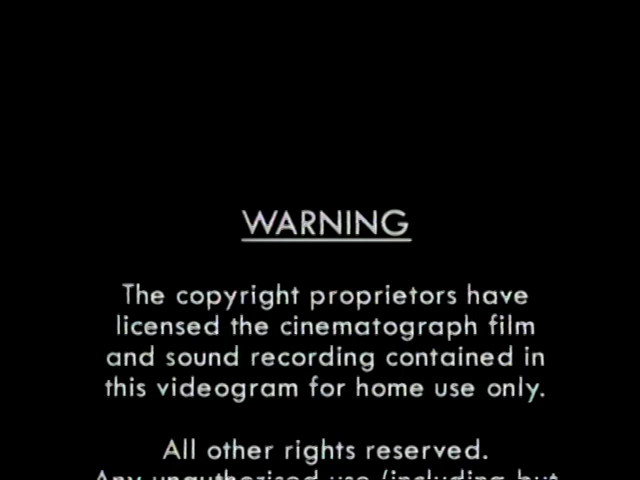 WARNING
The copyright proprietors have
licensed the cinematograph film
and sound recording contained in
this videogram for home use only.
All other rights reserved.
Any unauthorised use (including but